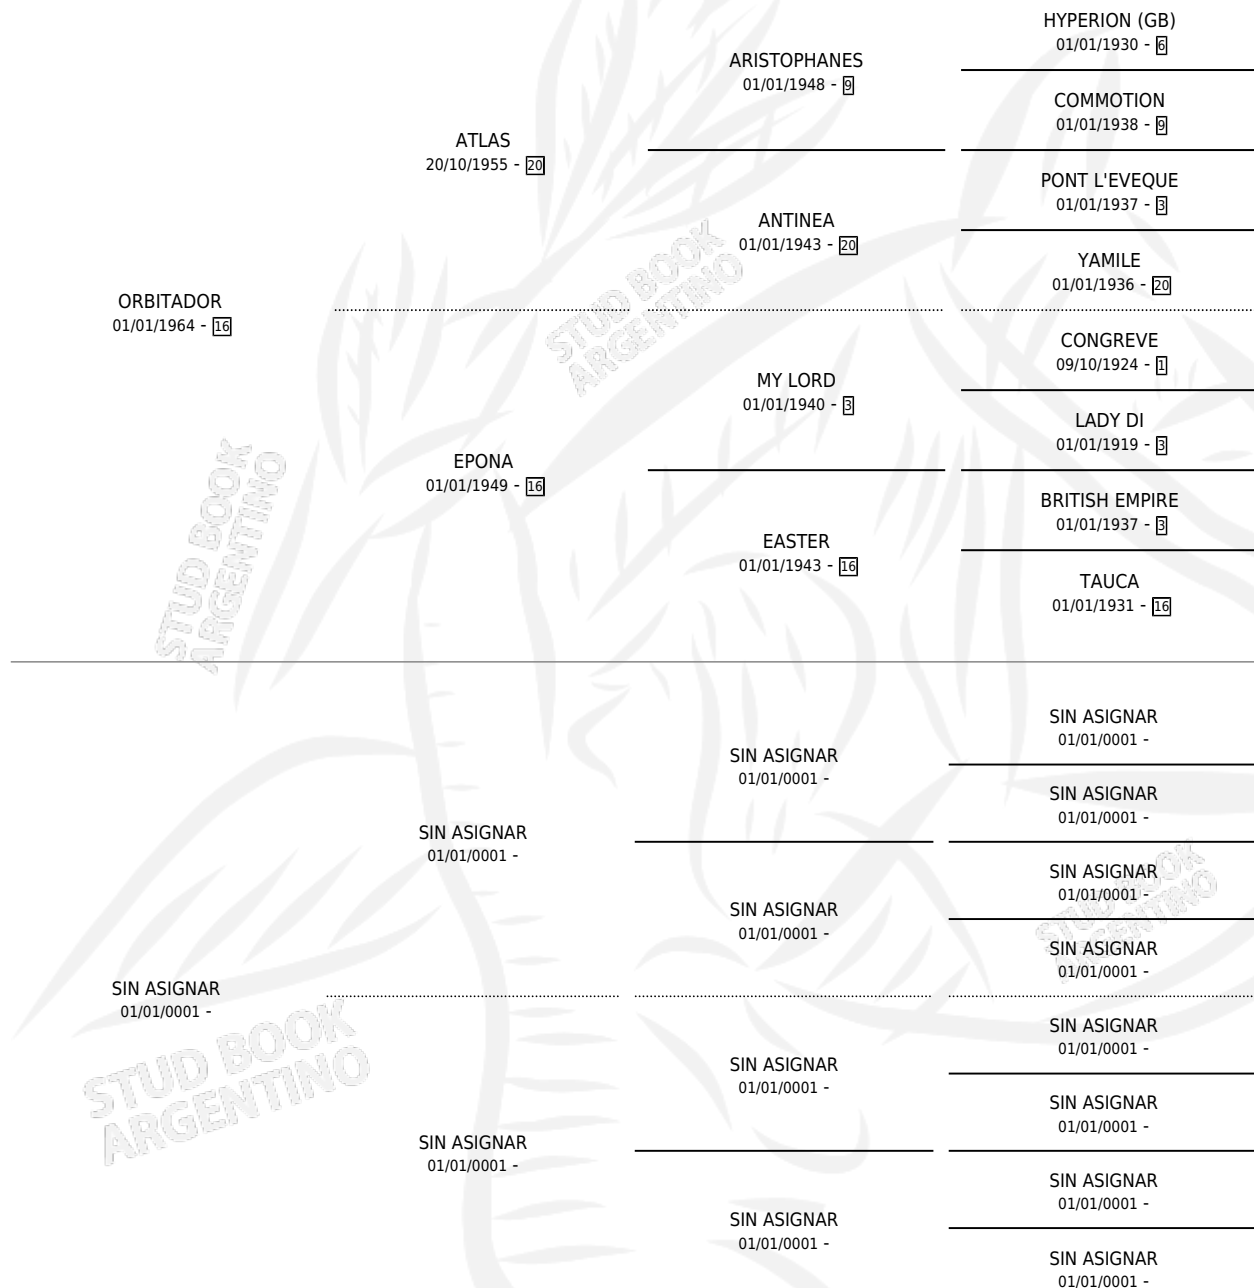 HYPERION (GB)
01/01/1930 - 6
ARISTOPHANES
01/01/1948 - 9
COMMOTION
01/01/1938 - 9
ATLAS
20/10/1955 - 20
PONT L'EVEQUE
01/01/1937 - 3
ANTINEA
01/01/1943 - 20
YAMILE
01/01/1936 - 20
ORBITADOR
01/01/1964 - 16
CONGREVE
09/10/1924 - 1
MY LORD
01/01/1940 - 3
LADY DI
01/01/1919 - 3
EPONA
01/01/1949 - 16
BRITISH EMPIRE
01/01/1937 - 3
EASTER
01/01/1943 - 16
TAUCA
01/01/1931 - 16
STUD BOOK
ARGENTINO
STUD BOOK
ARGENTINO
SIN ASIGNAR
01/01/0001 -
SIN ASIGNAR
01/01/0001 -
SIN ASIGNAR
01/01/0001 -
SIN ASIGNAR
01/01/0001 -
SIN ASIGNAR
01/01/0001 -
SIN ASIGNAR
01/01/0001 -
SIN ASIGNAR
01/01/0001 -
STUD BOOK
ARGENTINO
SIN ASIGNAR
01/01/0001 -
SIN ASIGNAR
01/01/0001 -
SIN ASIGNAR
01/01/0001 -
SIN ASIGNAR
01/01/0001 -
SIN ASIGNAR
01/01/0001 -
SIN ASIGNAR
01/01/0001 -
SIN ASIGNAR
01/01/0001 -
SIN ASIGNAR
01/01/0001 -
STUD BOOK
ARGENTINO